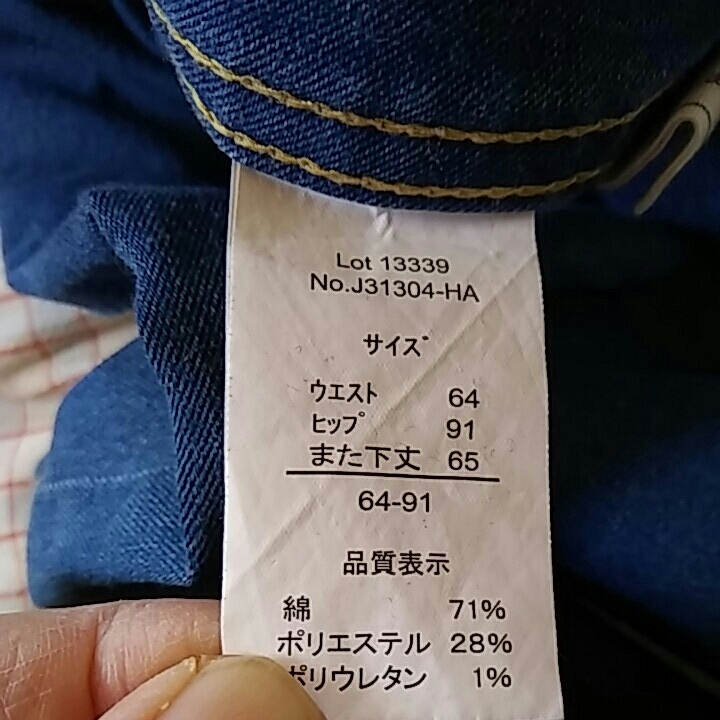 Lot 13339
No.J31304-HA
サイズ
ウエスト 64
ヒップ 91
また下丈 65
64-91
品質表示
綿 71%
ポリエステル 28%
ポリウレタン 1%